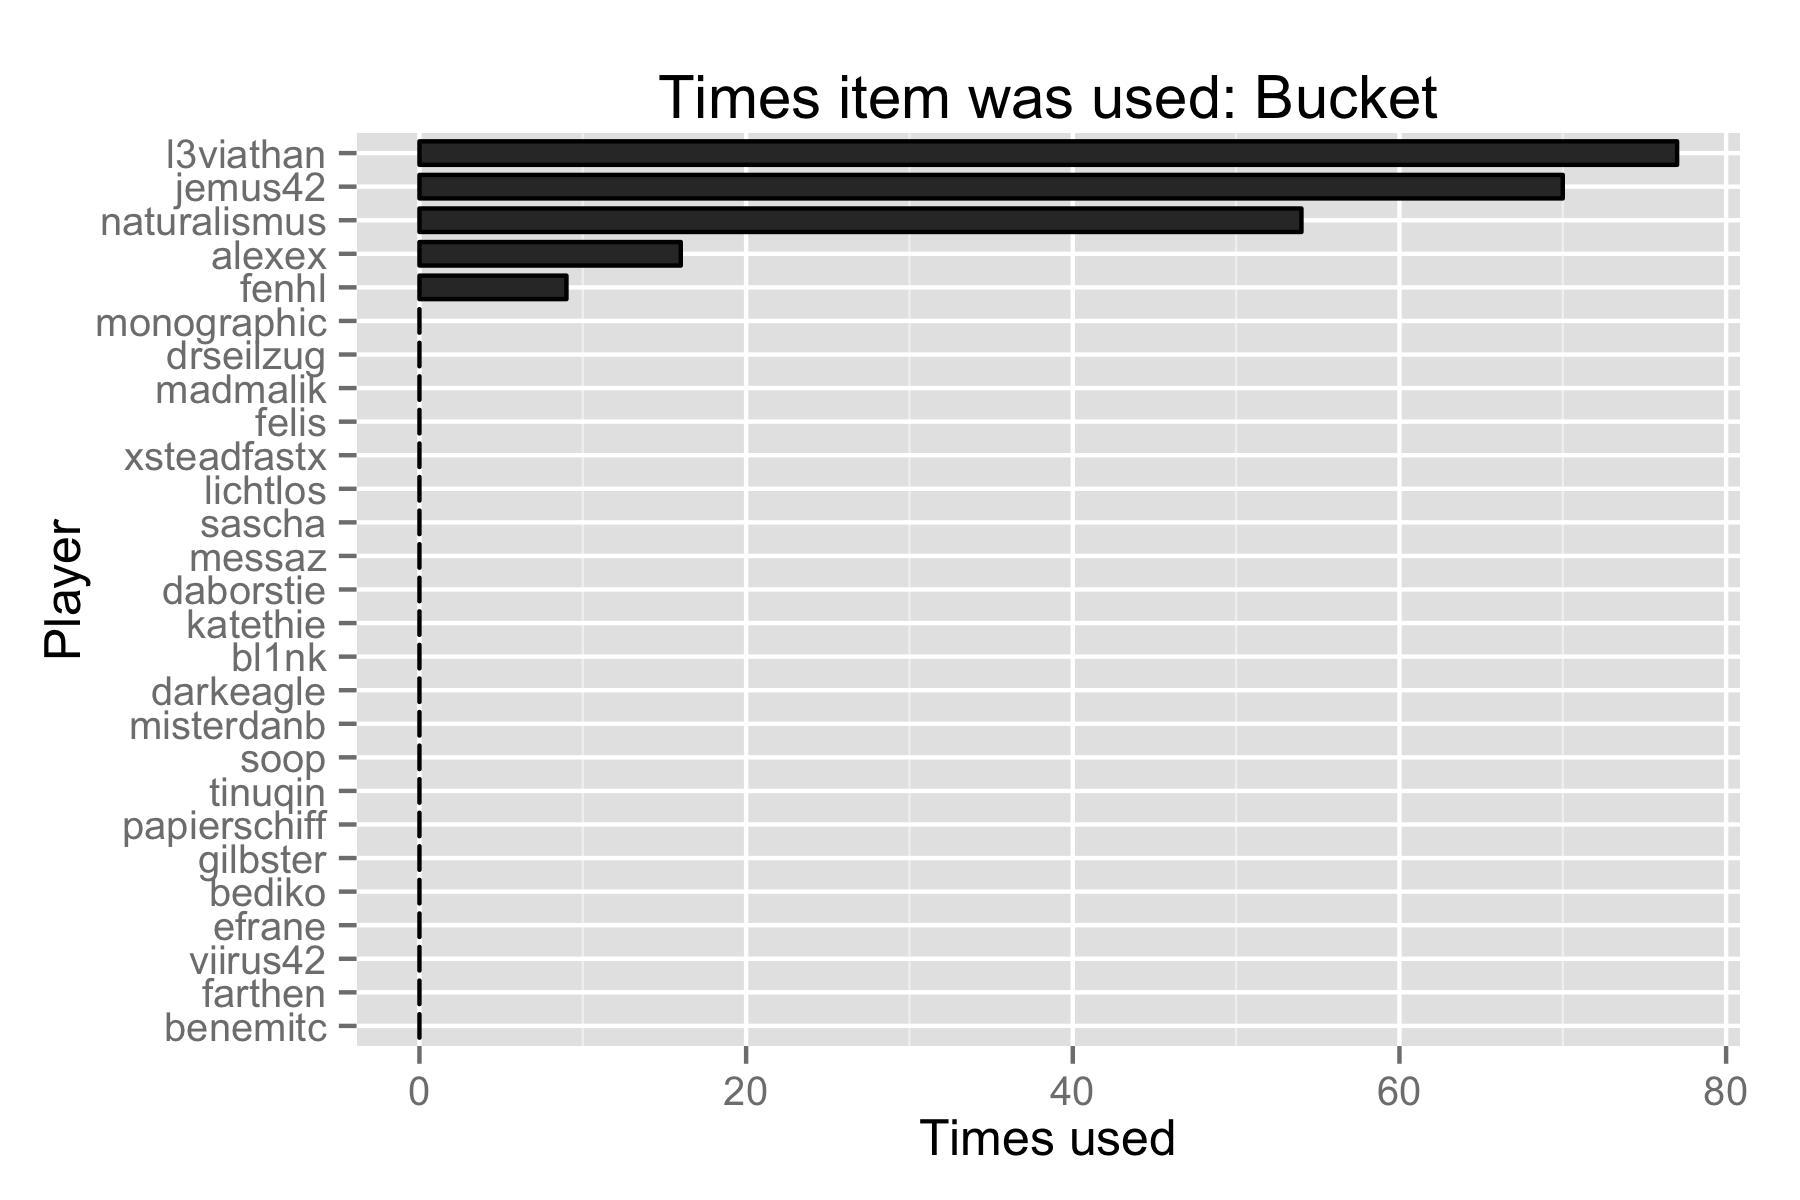 Times item was used: Bucket
l3viathan
jemus42
naturalismus
alexex
fenhl
monographic
drseilzug
madmalik
felis
xsteadfastx
lichtlos
sascha
messaz
daborstie
katethie
bl1nk
darkeagle
misterdanb
soop
tinuqin
papierschiff
gilbster
bediko
efrane
viirus42
farthen
benemitc
Player
0 20 40 60 80
Times used